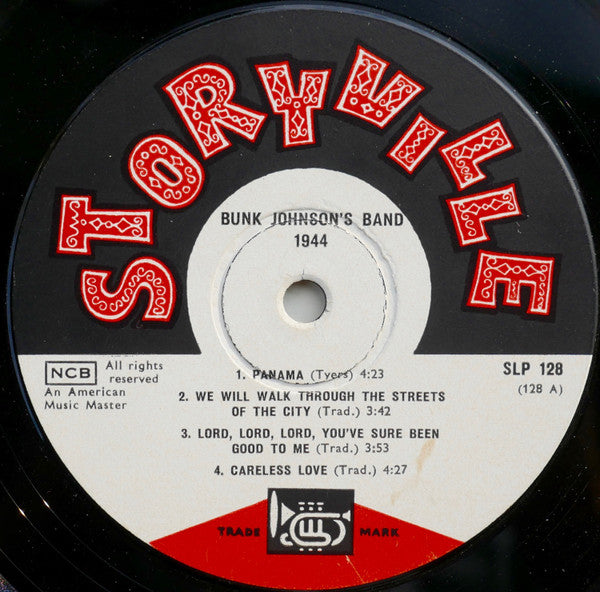 STORYVILLE
BUNK JOHNSON'S BAND
1944
1. PANAMA (Tyers) 4:23
2. WE WILL WALK THROUGH THE STREETS
OF THE CITY (Trad.) 3:42
3. LORD, LORD, LORD, YOU'VE SURE BEEN
GOOD TO ME (Trad.) 3:53
4. CARELESS LOVE (Trad.) 4:27
NCB All rights
reserved
An American
Music Master
SLP 128
(128 A)
TRADE MARK